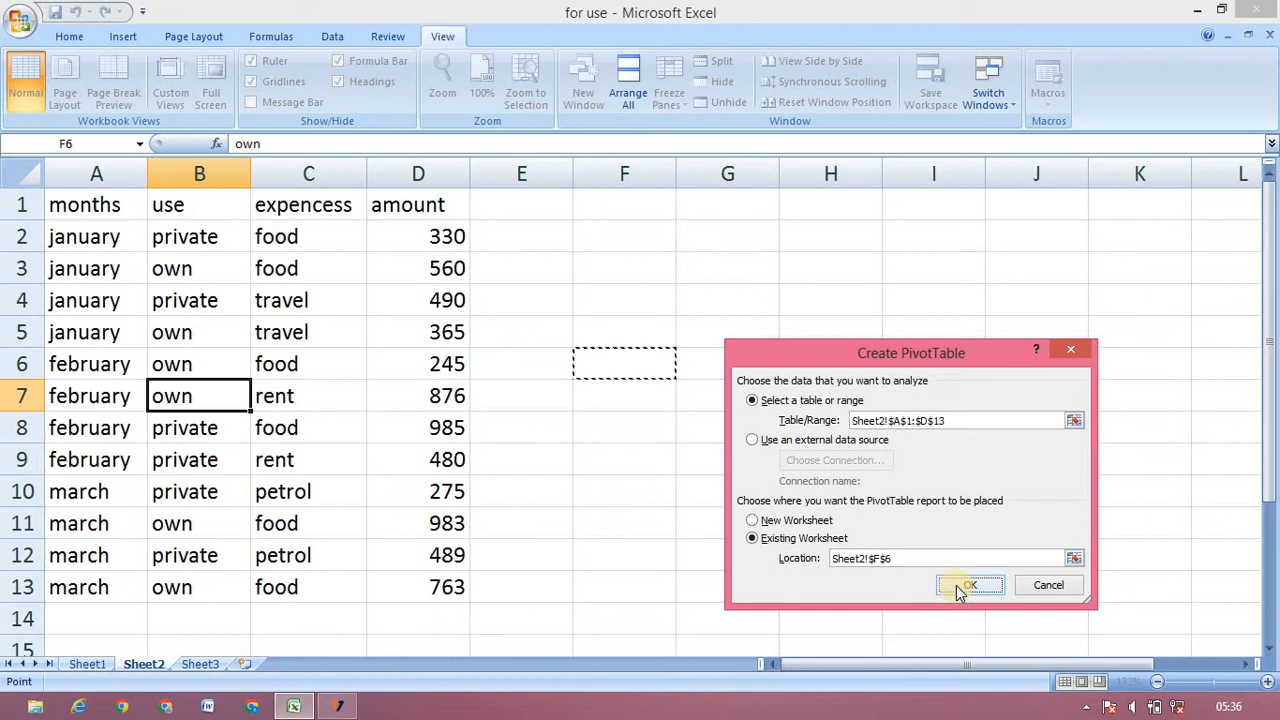 for use - Microsoft Excel
Home Insert Page Layout Formulas Data Review View
Normal Page Layout Page Break Preview Custom Views Full Screen
Workbook Views
Ruler Formula Bar
Gridlines Headings
Message Bar
Show/Hide
Zoom 100% Zoom to Selection
Zoom
New Window Arrange All Freeze Panes
Split View Side by Side
Hide Synchronous Scrolling
Unhide Reset Window Position
Save Workspace Switch Windows
Window
Macros
Macros
F6 fx own
A B C D E F G H I J K L
1 months use expencess amount
2 january private food 330
3 january own food 560
4 january private travel 490
5 january own travel 365
6 february own food 245
7 february own rent 876
8 february private food 985
9 february private rent 480
10 march private petrol 275
11 march own food 983
12 march private petrol 489
13 march own food 763
14
15
Create PivotTable
Choose the data that you want to analyze
Select a table or range
Table/Range: Sheet2!$A$1:$D$13
Use an external data source
Choose Connection...
Connection name:
Choose where you want the PivotTable report to be placed
New Worksheet
Existing Worksheet
Location: Sheet2!$F$6
OK Cancel
Sheet1 Sheet2 Sheet3
Point
05:36